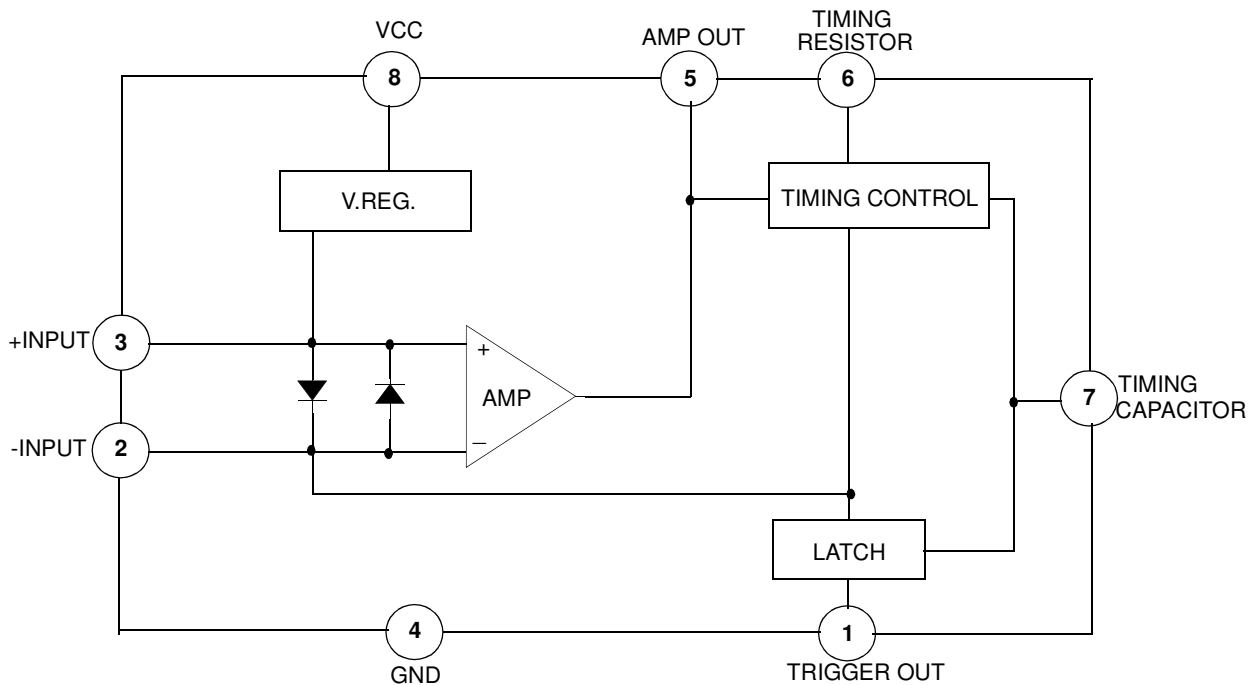 VCC
8
AMP OUT
5
TIMING
RESISTOR
6
V.REG.
TIMING CONTROL
+INPUT
3
+
AMP
−
-INPUT
2
7
TIMING
CAPACITOR
LATCH
4
GND
1
TRIGGER OUT